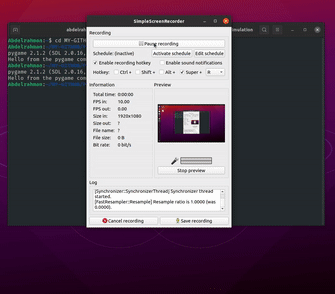 SimpleScreenRecorder
abdelrah
mulation
Abdelrahman:
$ cd MY-GITH
Abdelrahman:
pygame 2.1.2 (SDL 2.0.16,
Hello from the pygame com
Abdelrahman:
pygame 2.1.2 (SDL 2.0.16,
Hello from the pygame com
Abdelrahman:
Recording
Pause recording
Schedule: (inactive)
Activate schedule
Edit schedule
Enable recording hotkey
Enable sound notifications
Hotkey:
Ctrl +
Shift +
Alt +
Super +
R
Information
Preview
Total time: 0:00:00
FPS in: 10.00
FPS out: 0.00
Size in: 1920x1080
Size out: ?
File name: ?
File size: 0 B
Bit rate: 0 bit/s
Stop preview
Log
[Synchronizer::SynchronizerThread] Synchronizer thread
started.
[FastResampler::Resample] Resample ratio is 1.0000 (was
0.0000).
Cancel recording
Save recording